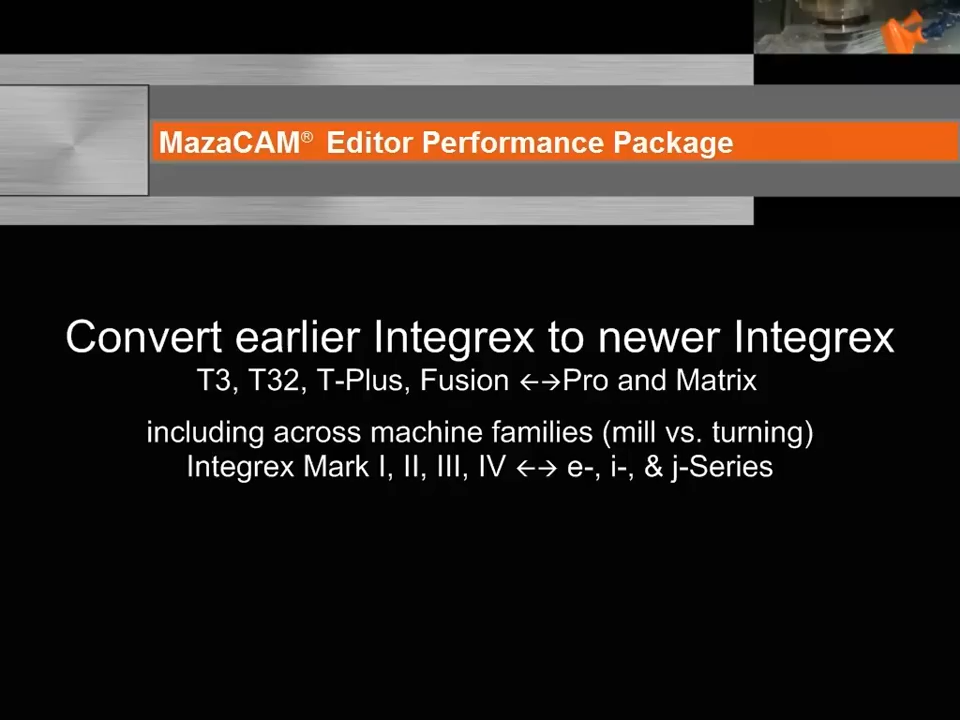 MazaCAM® Editor Performance Package
Convert earlier Integrex to newer Integrex
T3, T32, T-Plus, Fusion ←→Pro and Matrix
including across machine families (mill vs. turning)
Integrex Mark I, II, III, IV ←→ e-, i-, & j-Series